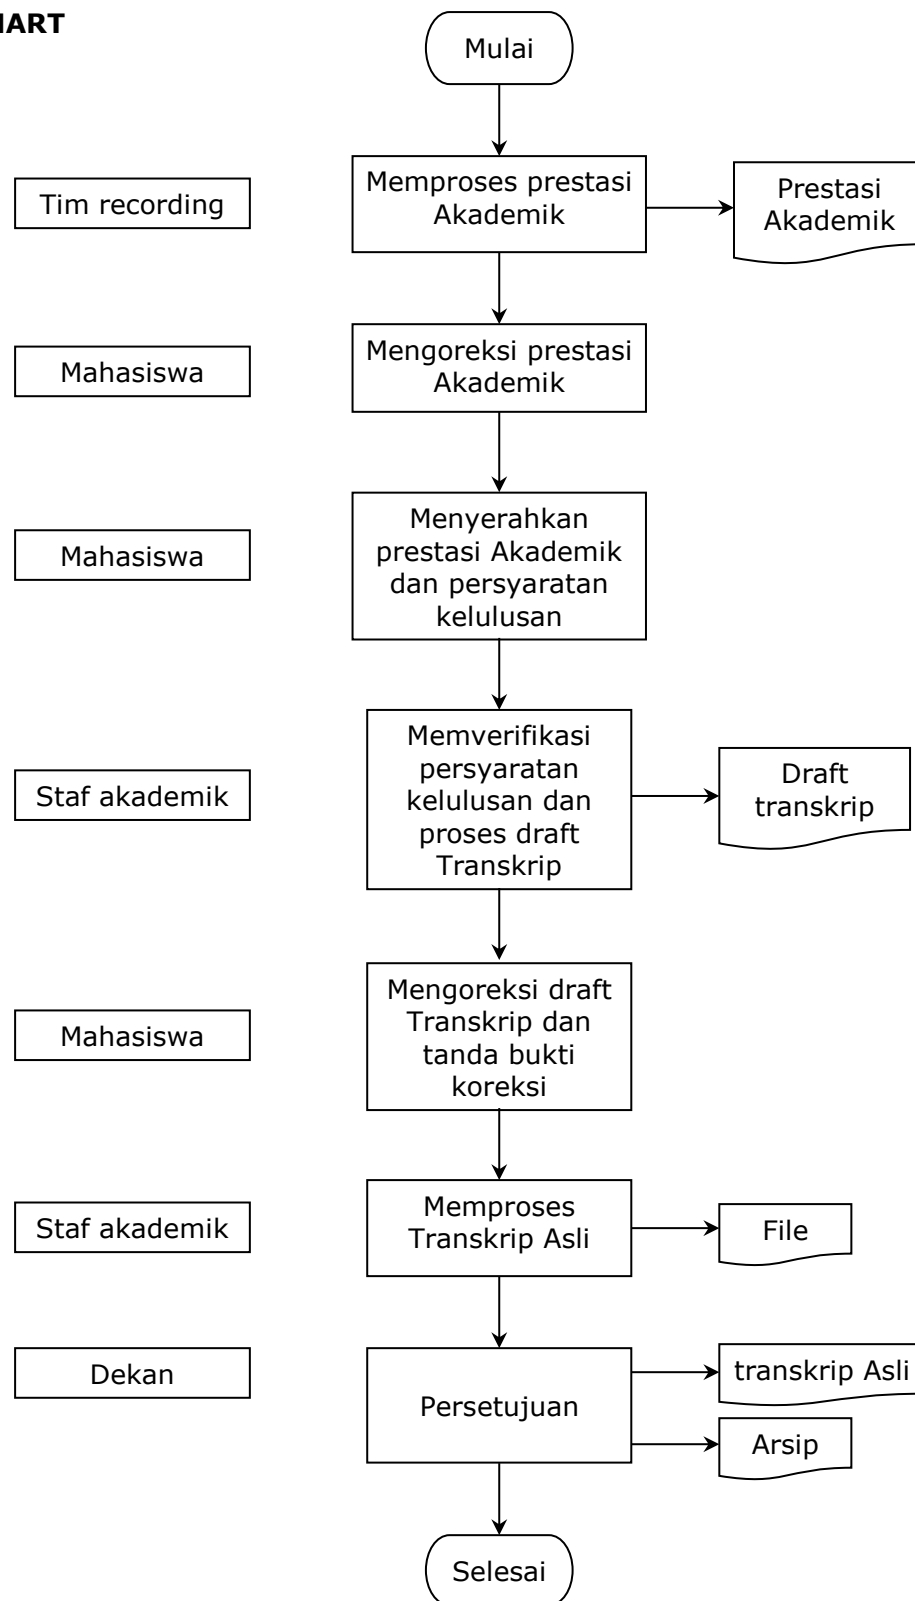 HART
Mulai
Tim recording
Memproses prestasi
Akademik
Prestasi
Akademik
Mahasiswa
Mengoreksi prestasi
Akademik
Mahasiswa
Menyerahkan
prestasi Akademik
dan persyaratan
kelulusan
Staf akademik
Memverifikasi
persyaratan
kelulusan dan
proses draft
Transkrip
Draft
transkrip
Mahasiswa
Mengoreksi draft
Transkrip dan
tanda bukti
koreksi
Staf akademik
Memproses
Transkrip Asli
File
Dekan
Persetujuan
transkrip Asli
Arsip
Selesai